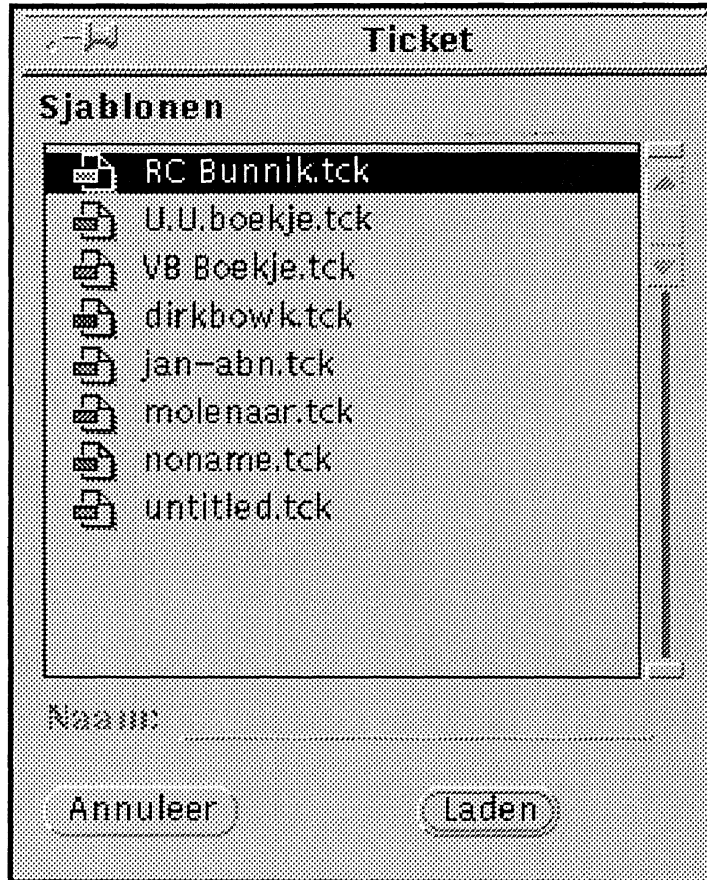 Ticket
Sjablonen
RC Bunnik.tck
U.U.boekje.tck
VB Boekje.tck
dirkbowk.tck
jan-abn.tck
molenaar.tck
noname.tck
untitled.tck
Naam:
Annuleer
Laden